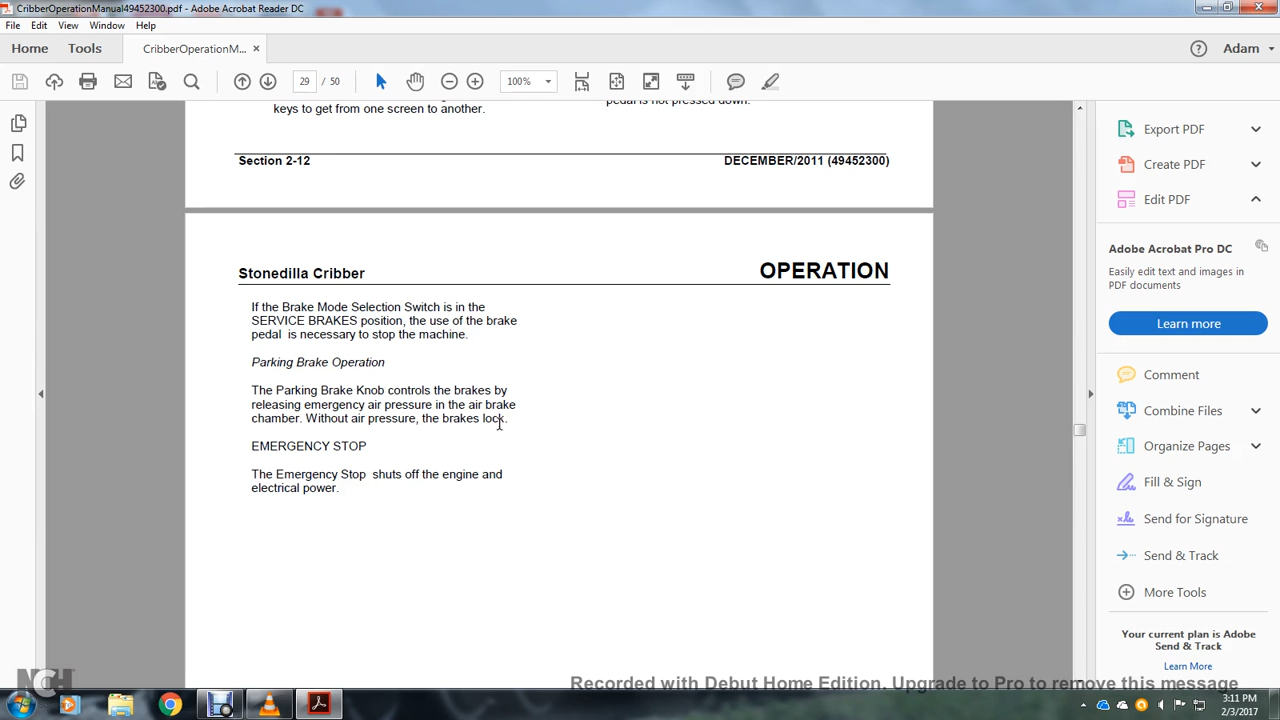 CribberOperationManual49452300.pdf - Adobe Acrobat Reader DC
File Edit View Window Help
Home Tools CribberOperationM... Adam
29 / 50 100%
keys to get from one screen to another.
pedal is not pressed down.
Section 2-12 DECEMBER/2011 (49452300)
Stonedilla Cribber OPERATION
If the Brake Mode Selection Switch is in the
SERVICE BRAKES position, the use of the brake
pedal is necessary to stop the machine.
Parking Brake Operation
The Parking Brake Knob controls the brakes by
releasing emergency air pressure in the air brake
chamber. Without air pressure, the brakes lock.
EMERGENCY STOP
The Emergency Stop shuts off the engine and
electrical power.
Export PDF
Create PDF
Edit PDF
Adobe Acrobat Pro DC
Easily edit text and images in
PDF documents
Learn more
Comment
Combine Files
Organize Pages
Fill & Sign
Send for Signature
Send & Track
More Tools
Your current plan is Adobe
Send & Track
Learn More
NCH
Recorded with Debut Home Edition. Upgrade to Pro to remove this message
3:11 PM
2/3/2017